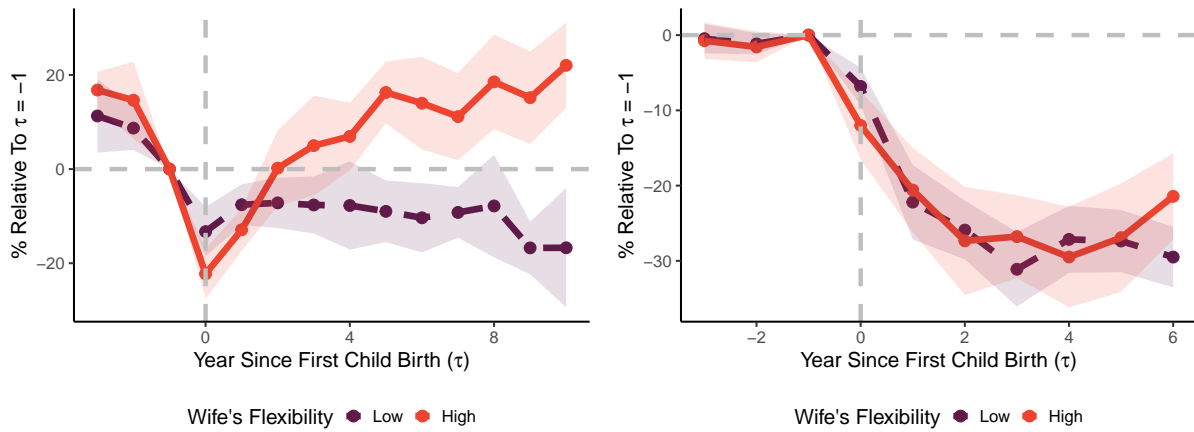 % Relative To τ = −1
20
0
−20
0
4
8
Year Since First Child Birth (τ)
Wife's Flexibility Low High
% Relative To τ = −1
0
−10
−20
−30
−2
0
2
4
6
Year Since First Child Birth (τ)
Wife's Flexibility Low High